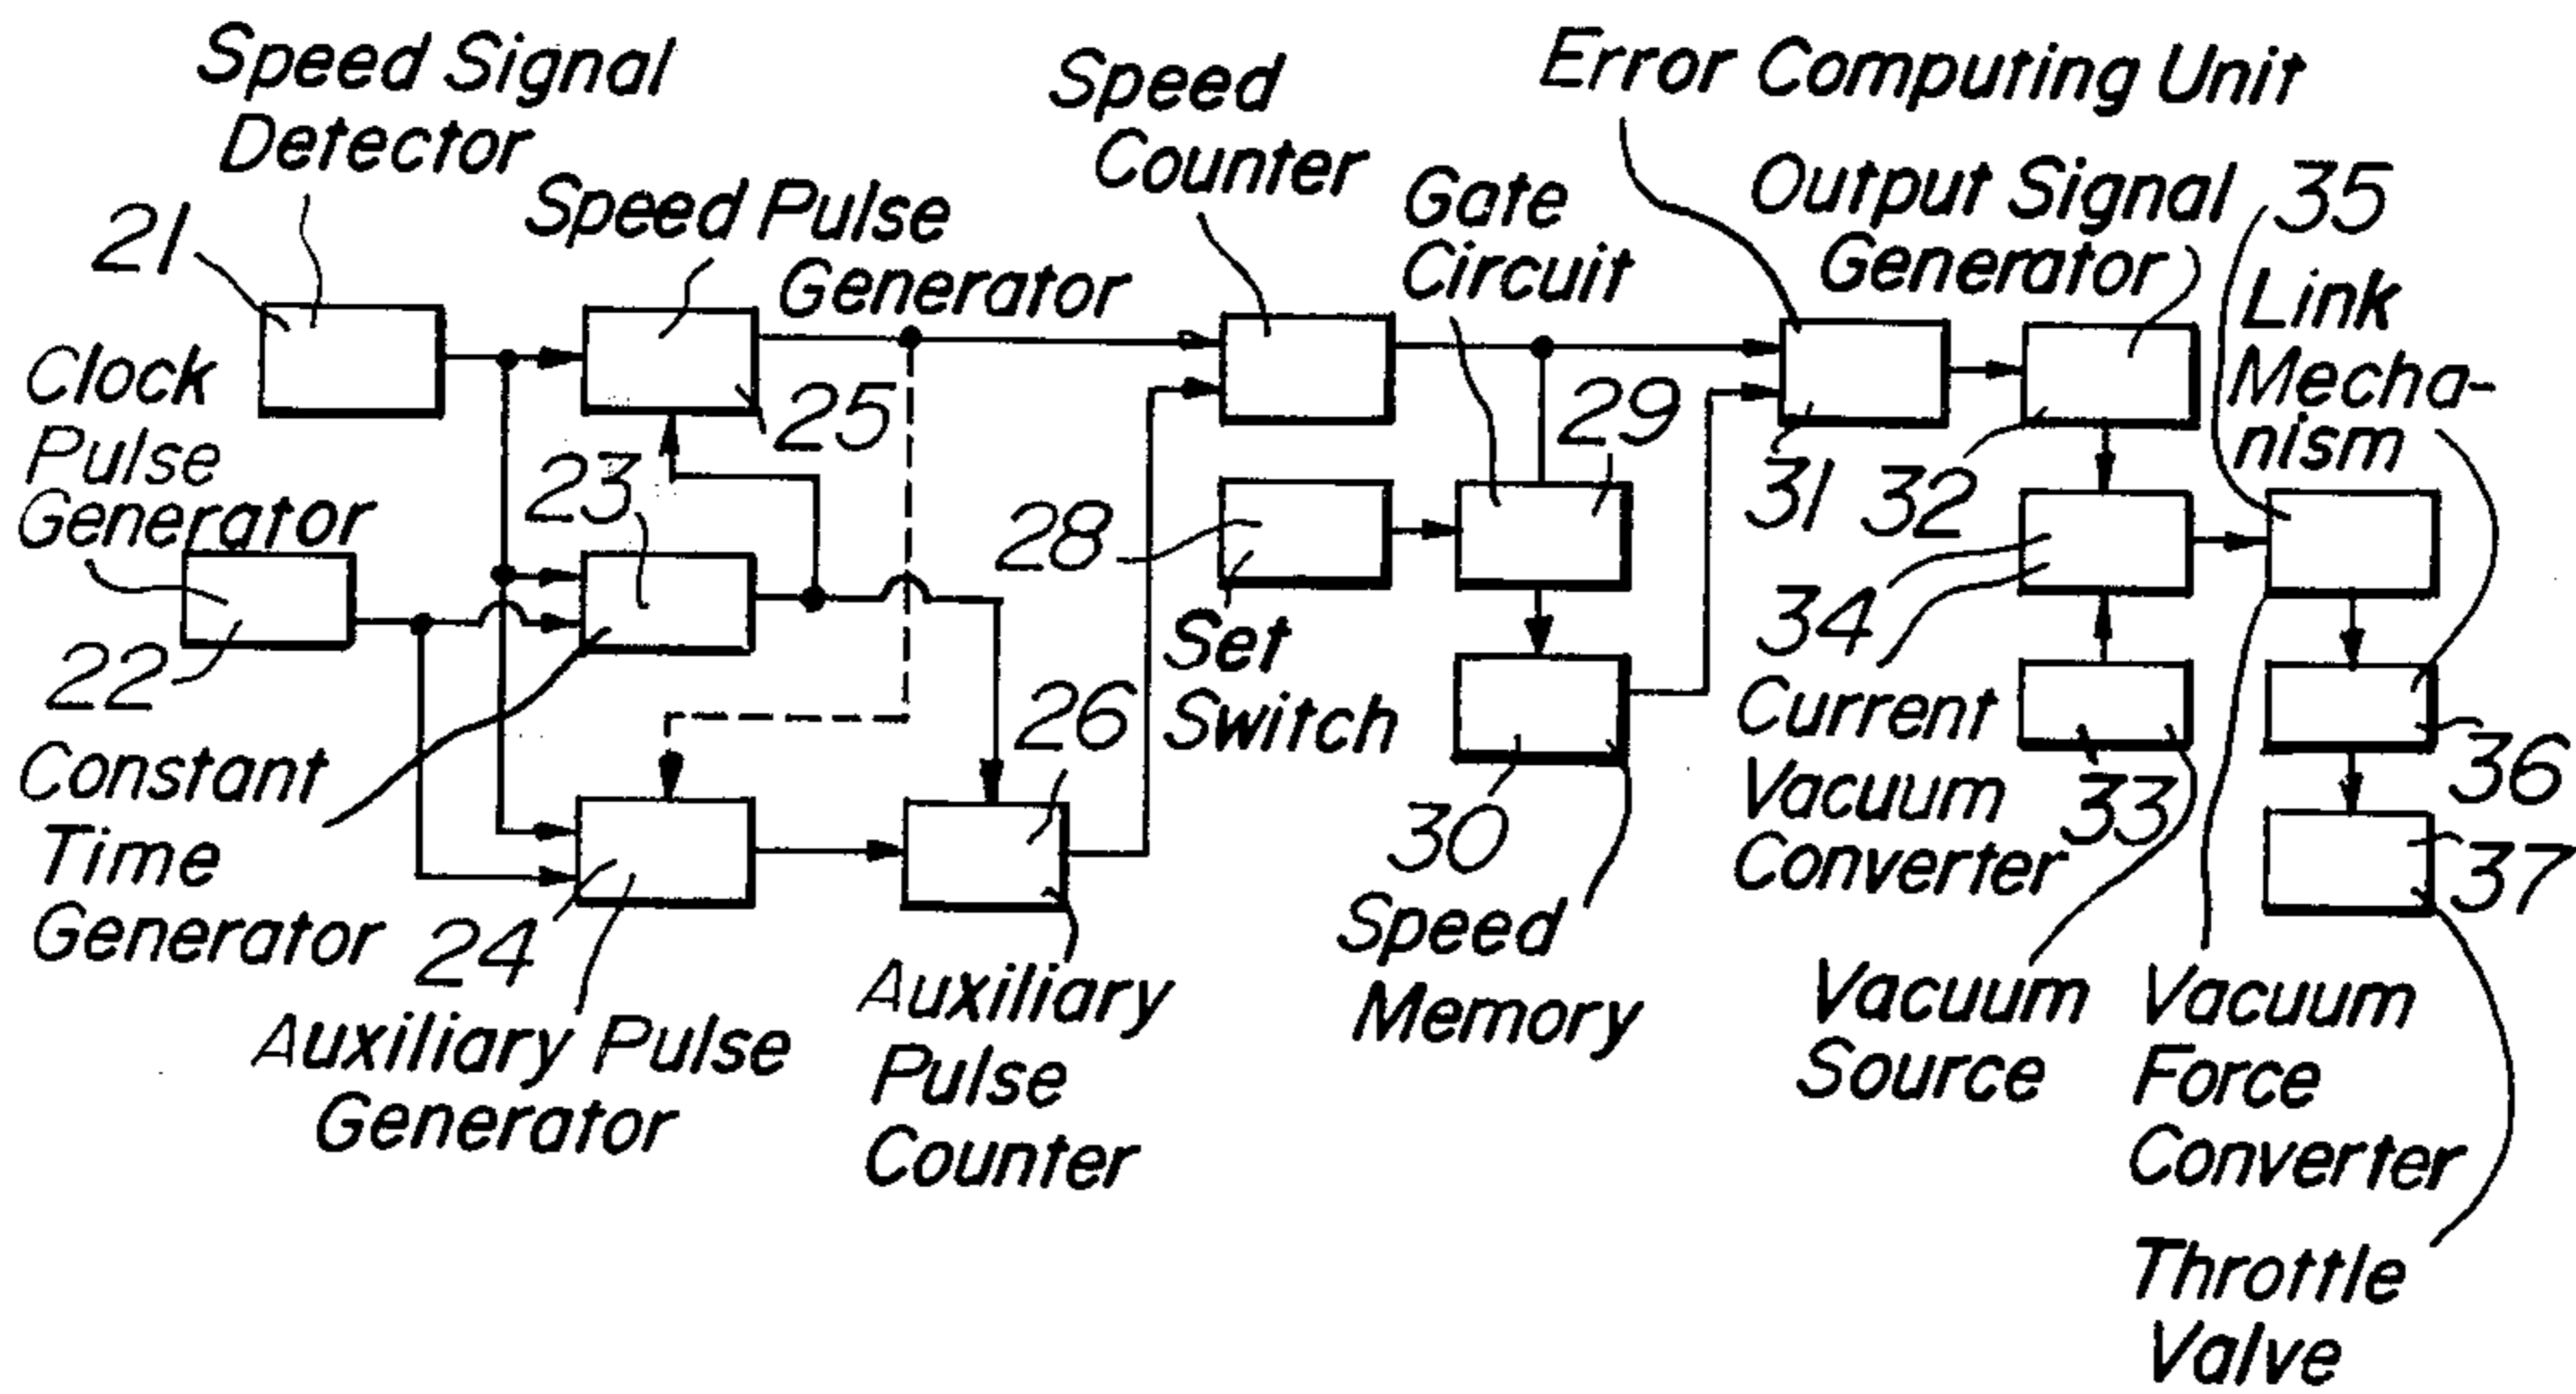 Speed Signal
Detector
21
Speed Pulse
Generator
Speed
Counter
Gate
Circuit
Error Computing Unit
Output Signal
Generator
35
Link
Mecha-
nism
Clock
Pulse
Generator
25
23
22
28
29
31
32
Set
Switch
34
Current
Vacuum
Converter
33
36
37
Constant
Time
Generator
24
26
30
Speed
Memory
Auxiliary Pulse
Generator
Auxiliary
Pulse
Counter
Vacuum
Source
Vacuum
Force
Converter
Throttle
Valve